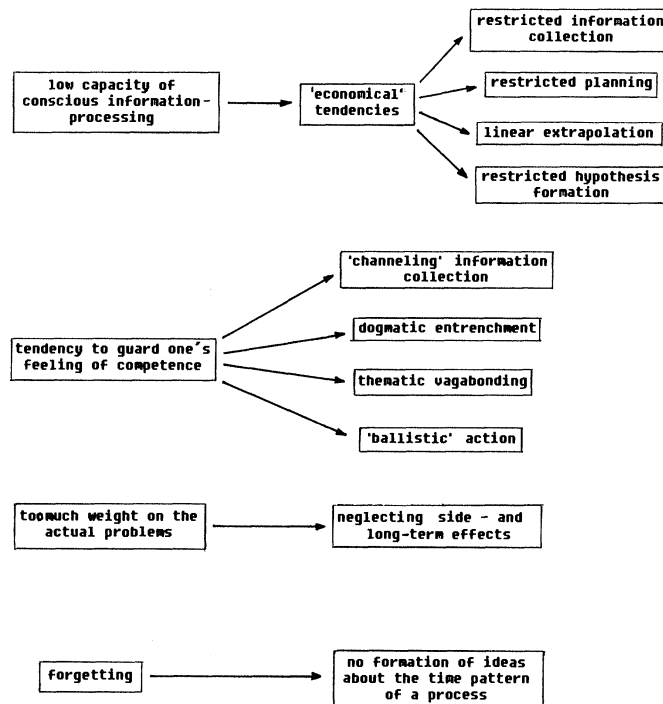 low capacity of
conscious information-
processing
'economical'
tendencies
restricted information
collection
restricted planning
linear extrapolation
restricted hypothesis
formation
tendency to guard one's
feeling of competence
'channeling' information
collection
dogmatic entrenchment
thematic vagabonding
'ballistic' action
toomuch weight on the
actual problems
neglecting side - and
long-term effects
forgetting
no formation of ideas
about the time pattern
of a process